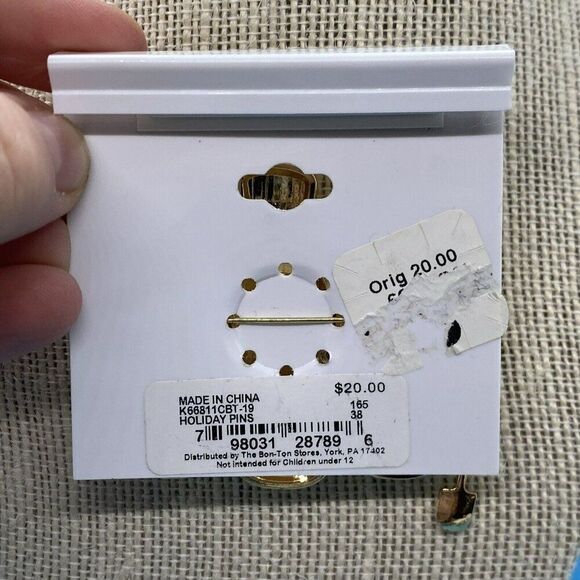 Orig 20.00
$20.00
MADE IN CHINA
K66811CBT-19
165
HOLIDAY PINS
38
7 98031 28789 6
Distributed by The Bon-Ton Stores, York, PA 17402
Not intended for Children under 12